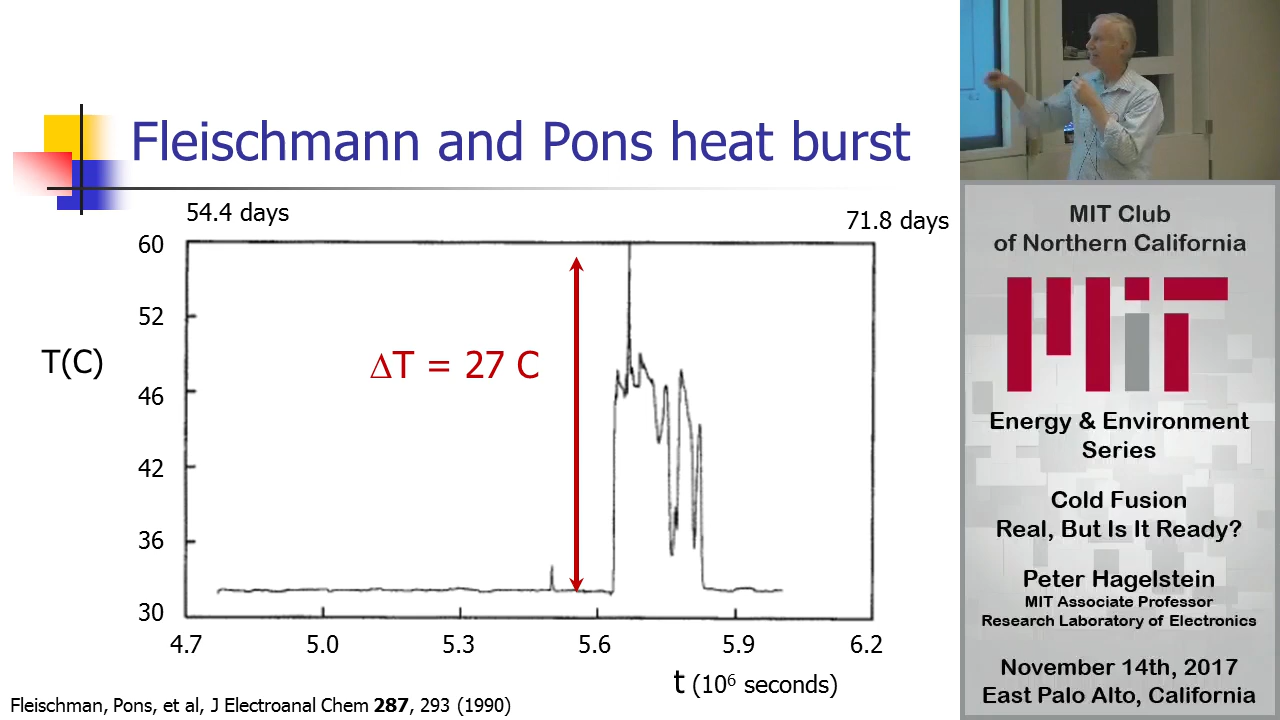 Fleischmann and Pons heat burst
54.4 days
71.8 days
60
52
T(C)
46
42
36
30
ΔT = 27 C
4.7
5.0
5.3
5.6
5.9
6.2
t (10⁶ seconds)
Fleischman, Pons, et al, J Electroanal Chem 287, 293 (1990)
MIT Club
of Northern California
MiT
Energy & Environment
Series
Cold Fusion
Real, But Is It Ready?
Peter Hagelstein
MIT Associate Professor
Research Laboratory of Electronics
November 14th, 2017
East Palo Alto, California